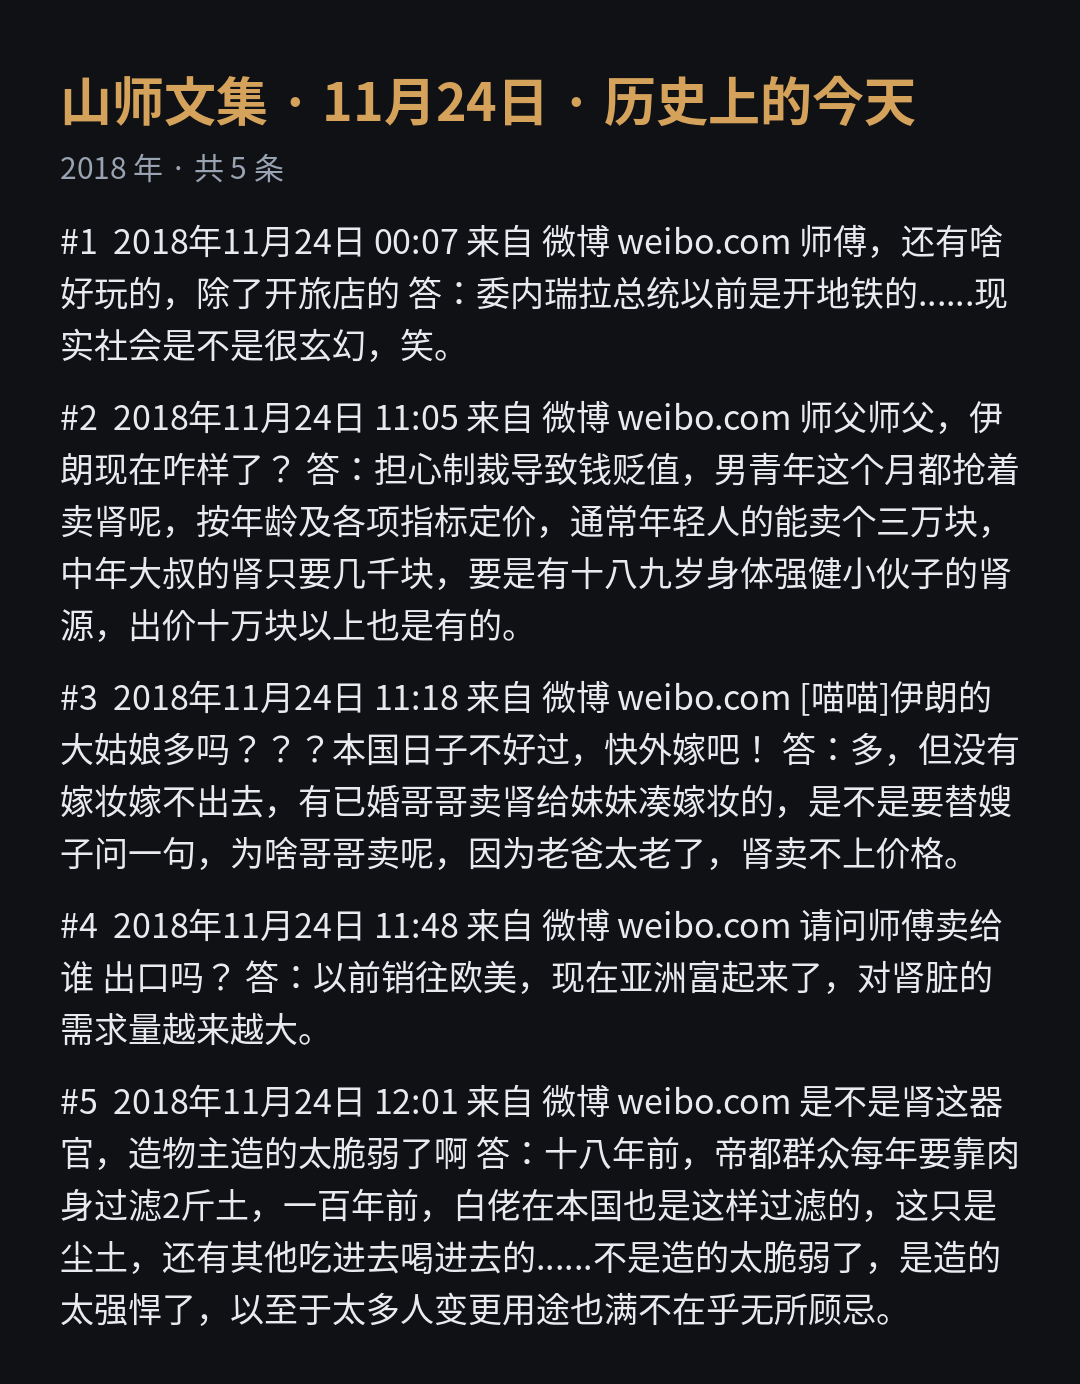 山师文集 · 11月24日 · 历史上的今天
2018 年 · 共 5 条
#1 2018年11月24日 00:07 来自 微博 weibo.com 师傅，还有啥
好玩的，除了开旅店的 答：委内瑞拉总统以前是开地铁的......现
实社会是不是很玄幻，笑。
#2 2018年11月24日 11:05 来自 微博 weibo.com 师父师父，伊
朗现在咋样了？ 答：担心制裁导致钱贬值，男青年这个月都抢着
卖肾呢，按年龄及各项指标定价，通常年轻人的能卖个三万块，
中年大叔的肾只要几千块，要是有十八九岁身体强健小伙子的肾
源，出价十万块以上也是有的。
#3 2018年11月24日 11:18 来自 微博 weibo.com [喵喵]伊朗的
大姑娘多吗？？？本国日子不好过，快外嫁吧！ 答：多，但没有
嫁妆嫁不出去，有已婚哥哥卖肾给妹妹凑嫁妆的，是不是要替嫂
子问一句，为啥哥哥卖呢，因为老爸太老了，肾卖不上价格。
#4 2018年11月24日 11:48 来自 微博 weibo.com 请问师傅卖给
谁 出口吗？ 答：以前销往欧美，现在亚洲富起来了，对肾脏的
需求量越来越大。
#5 2018年11月24日 12:01 来自 微博 weibo.com 是不是肾这器
官，造物主造的太脆弱了啊 答：十八年前，帝都群众每年要靠肉
身过滤2斤土，一百年前，白佬在本国也是这样过滤的，这只是
尘土，还有其他吃进去喝进去的......不是造的太脆弱了，是造的
太强悍了，以至于太多人变更用途也满不在乎无所顾忌。